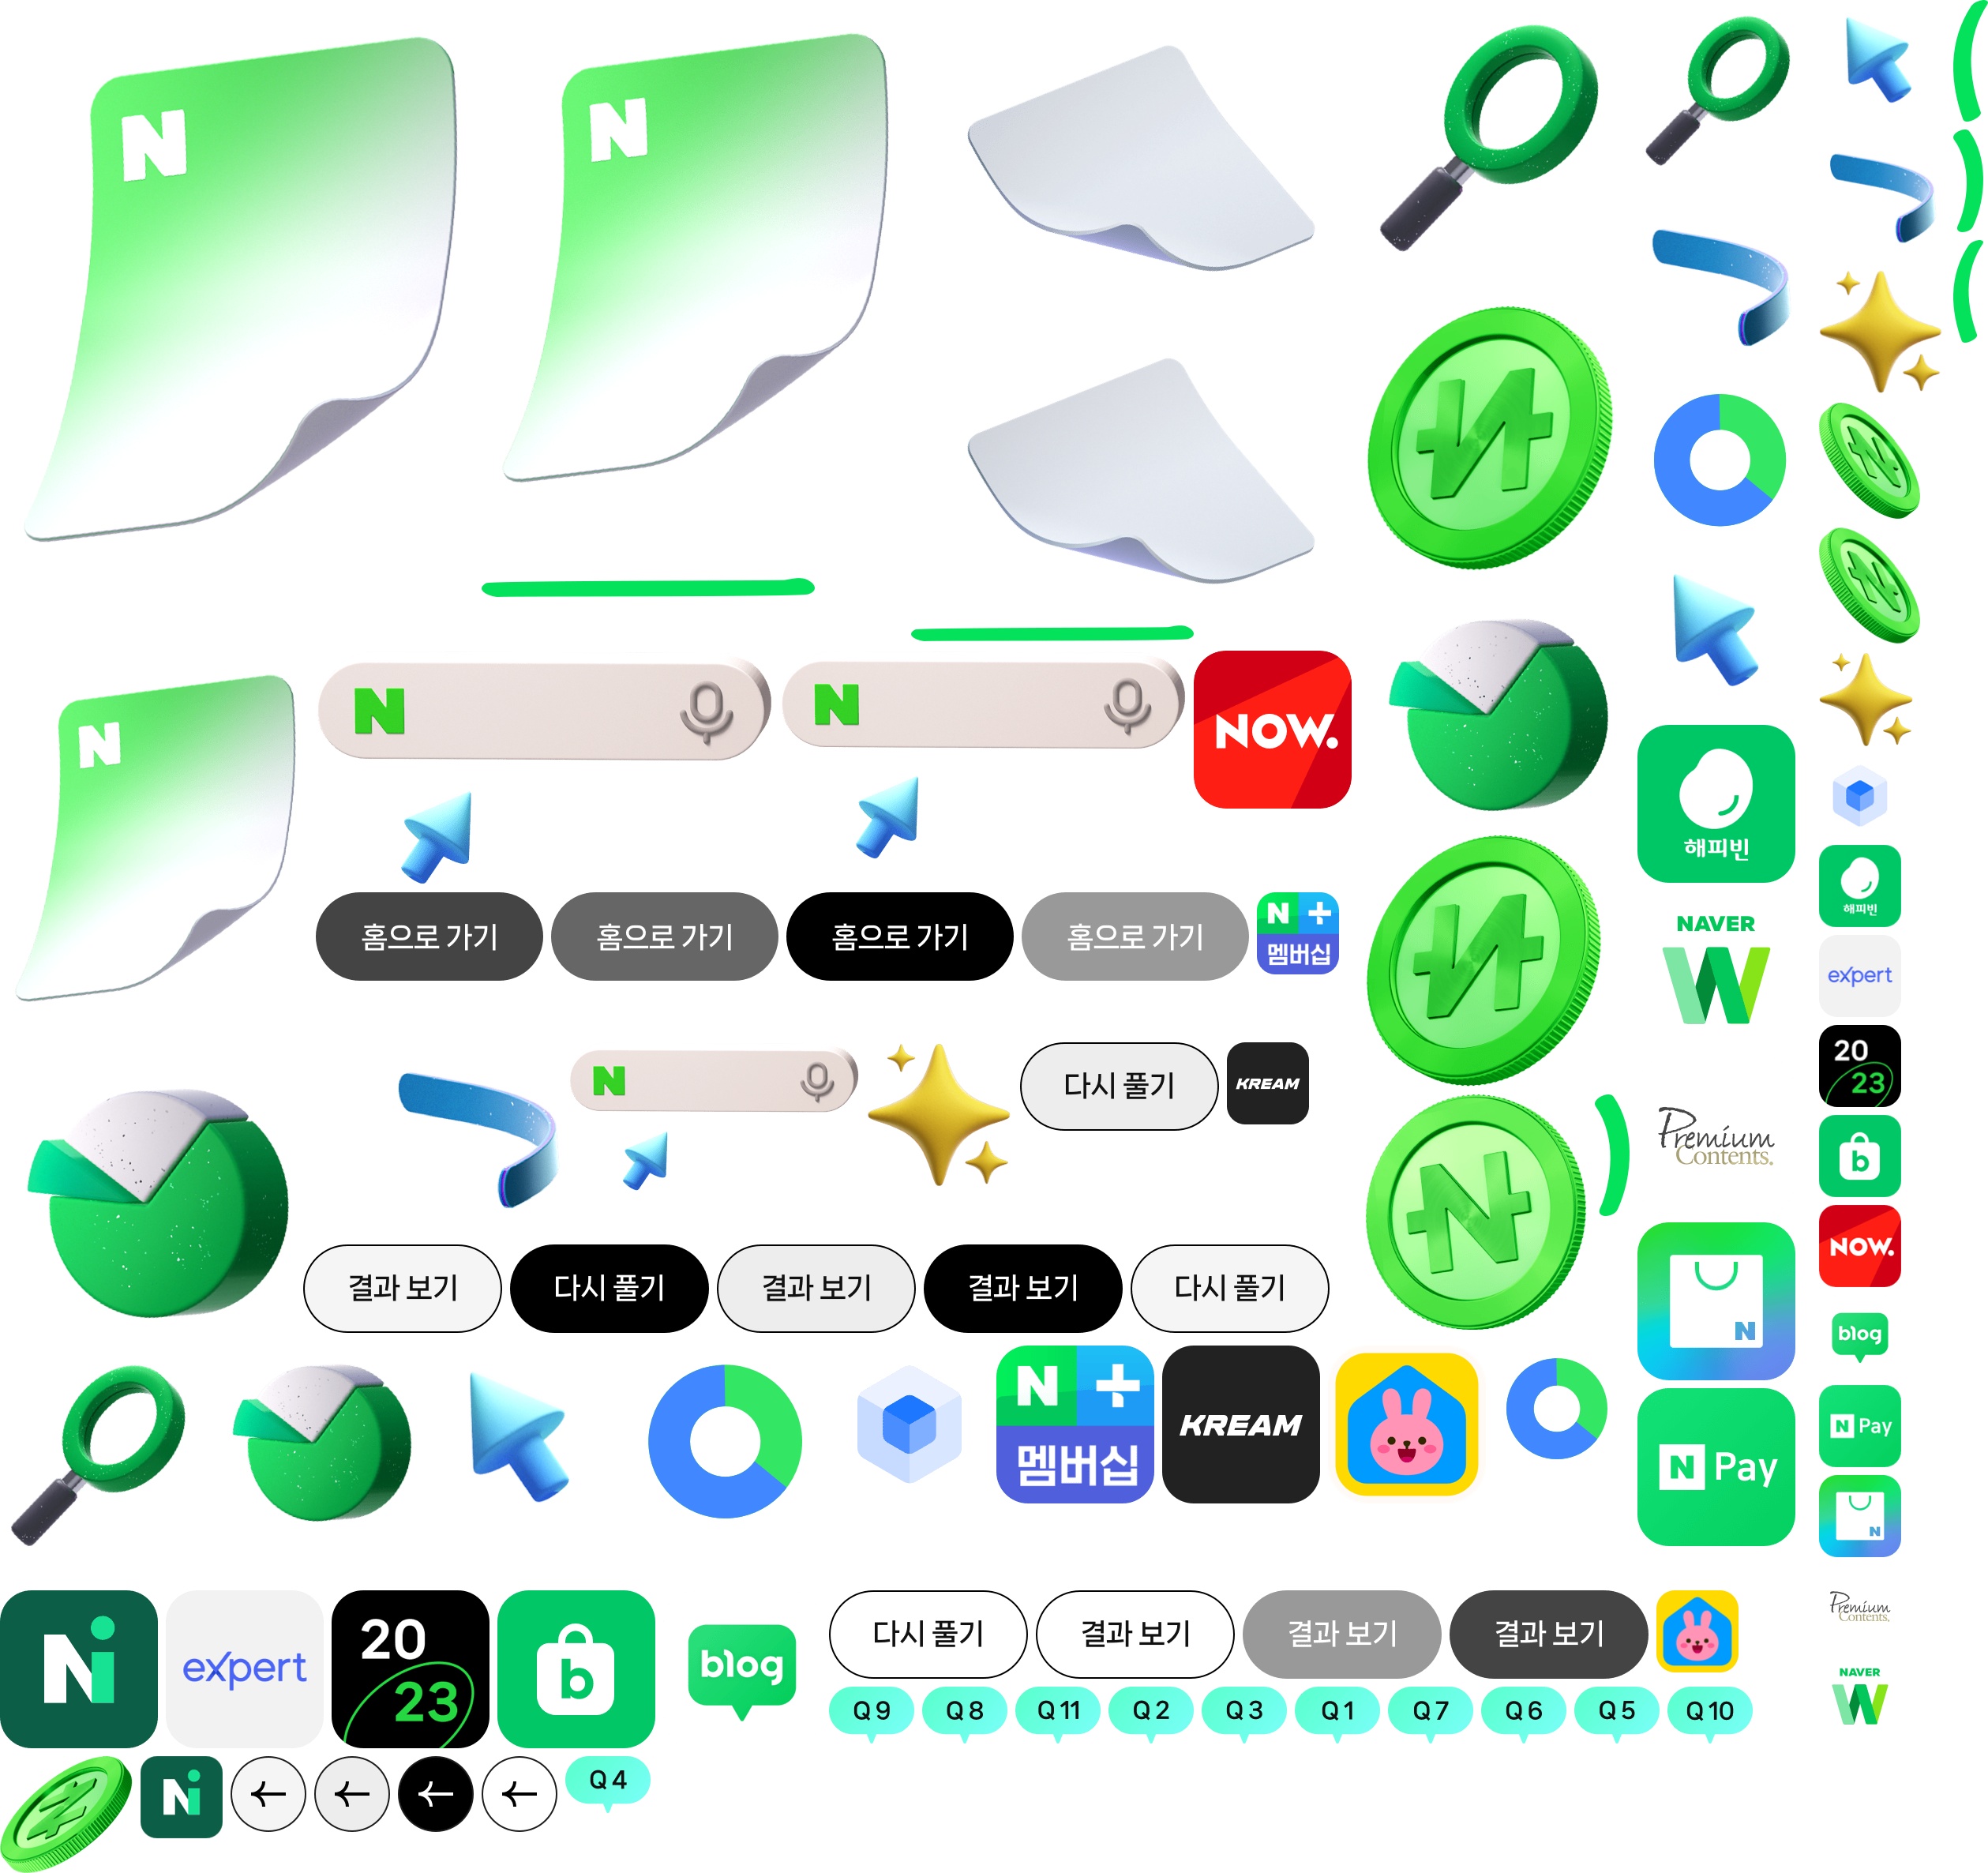 N
N
N
N
N
NOW.
해피빈
홈으로 가기
홈으로 가기
홈으로 가기
홈으로 가기
N
멤버십
해피빈
NAVER
W
expert
N
다시 풀기
KREAM
20
23
Premium
Contents.
b
결과 보기
다시 풀기
결과 보기
결과 보기
다시 풀기
N
NOW.
blog
N
멤버십
KREAM
N Pay
N Pay
N
Ni
expert
20
23
b
blog
다시 풀기
결과 보기
결과 보기
결과 보기
Premium
Contents.
NAVER
W
Q9
Q8
Q11
Q2
Q3
Q1
Q7
Q6
Q5
Q10
Ni
Q4